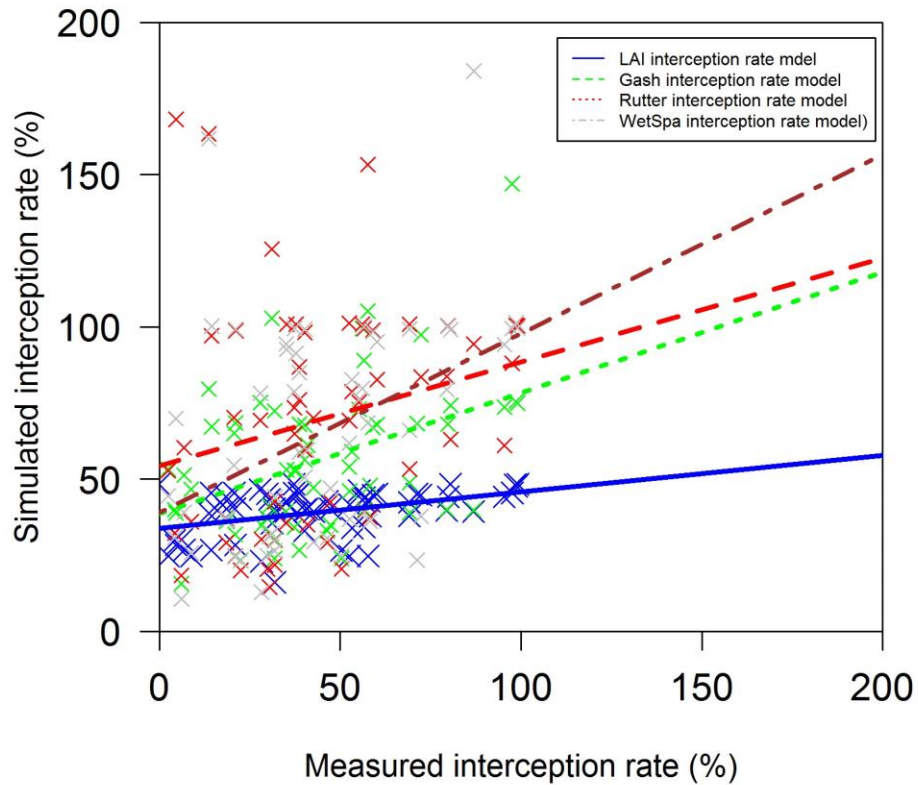 200
150
100
50
0
Simulated interception rate (%)
LAI interception rate mdel
Gash interception rate model
Rutter interception rate model
WetSpa interception rate model)
0 50 100 150 200
Measured interception rate (%)